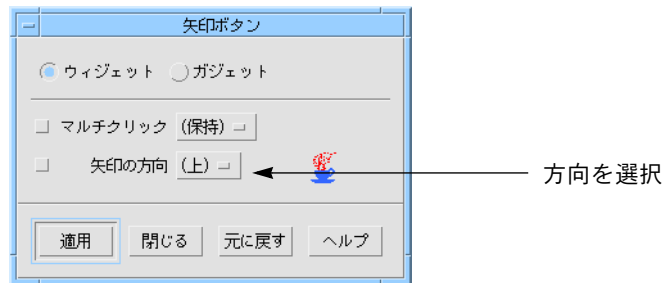 矢印ボタン
ウィジェット ガジェット
マルチクリック (保持)
矢印の方向 (上)
方向を選択
適用 閉じる 元に戻す ヘルプ